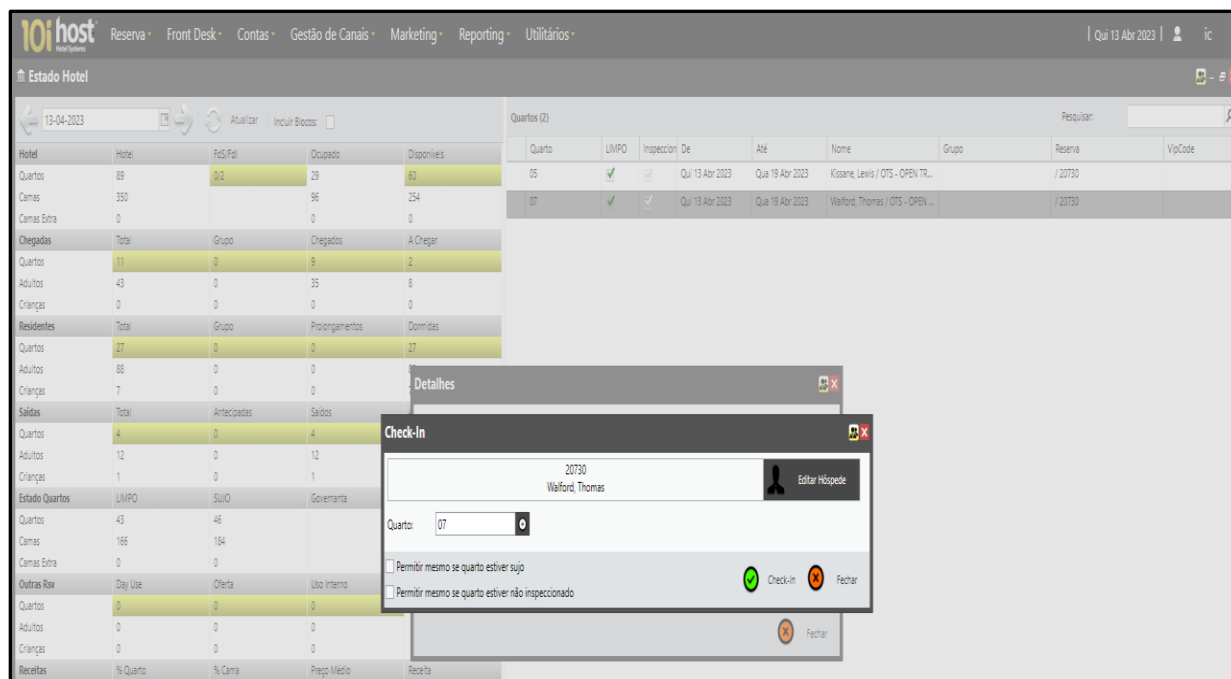 10i host Reserva Front Desk Contas Gestão de Canais Marketing Reporting Utilitários | Qui 13 Abr 2023 | ic
Hotel Systems
Estado Hotel
13-04-2023 Atualizar Incluir Blocos:
Quartos (2) Pesquisar:
Quarto LIMPO Inspeccion De Até Nome Grupo Reserva VipCode
05 Qui 13 Abr 2023 Qua 19 Abr 2023 Kissane, Lewis / OTS - OPEN TR... / 20730
07 Qui 13 Abr 2023 Qua 19 Abr 2023 Walford, Thomas / OTS - OPEN ... / 20730
Hotel Hotel FdS/FdI Ocupado Disponíveis
Quartos 89 0/2 29 60
Camas 350 96 254
Camas Extra 0 0 0
Chegadas Total Grupo Chegados A Chegar
Quartos 11 0 9 2
Adultos 43 0 35 8
Crianças 0 0 0 0
Residentes Total Grupo Prolongamentos Dormidas
Quartos 27 0 0 27
Adultos 88 0 0
Crianças 7 0 0
Saídas Total Antecipadas Saídos
Quartos 4 0 4
Adultos 12 0 12
Crianças 1 0 1
Estado Quartos LIMPO SUJO Governanta
Quartos 43 46
Camas 166 184
Camas Extra 0 0
Outras Rsv Day Use Oferta Uso Interno
Quartos 0 0 0
Adultos 0 0 0
Crianças 0 0 0
Receitas % Quarto % Cama Preço Médio Receita
Detalhes
Check-In
20730
Walford, Thomas
Editar Hóspede
Quarto: 07
Permitir mesmo se quarto estiver sujo
Permitir mesmo se quarto estiver não inspeccionado
Check-In Fechar
Fechar